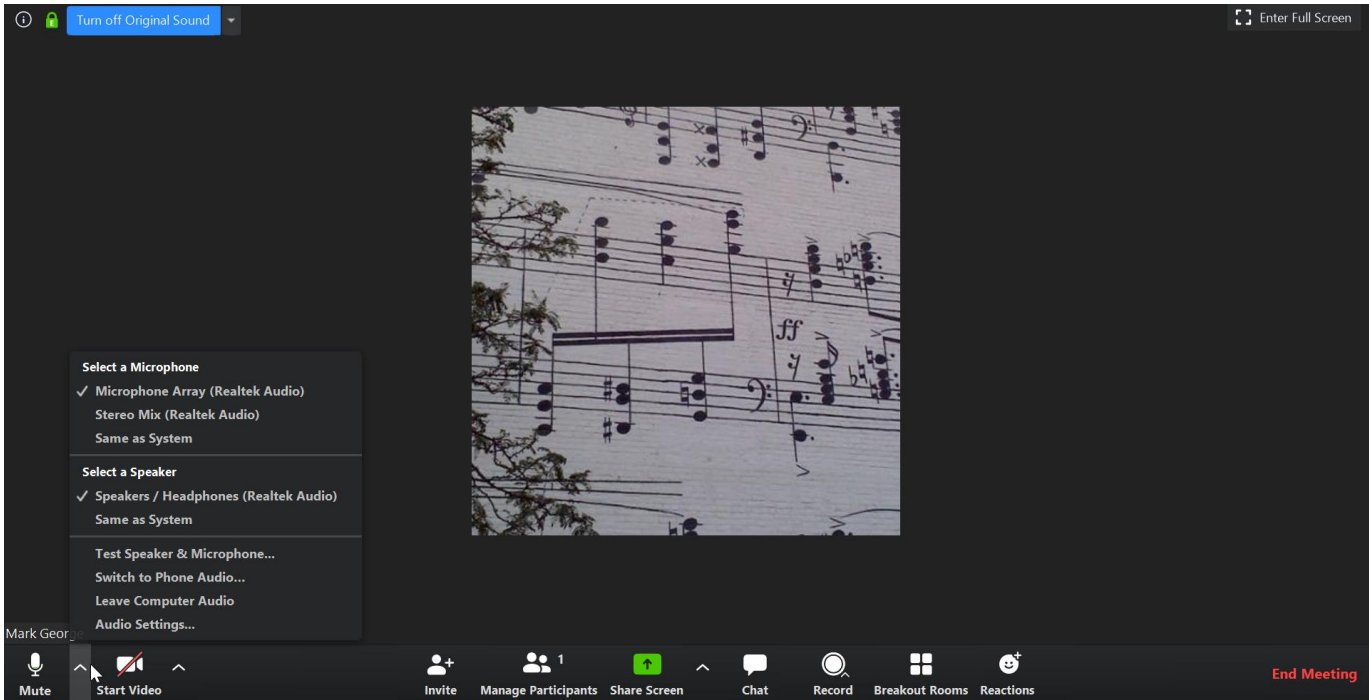 Turn off Original Sound
Enter Full Screen
ff
Select a Microphone
Microphone Array (Realtek Audio)
Stereo Mix (Realtek Audio)
Same as System
Select a Speaker
Speakers / Headphones (Realtek Audio)
Same as System
Test Speaker & Microphone...
Switch to Phone Audio...
Leave Computer Audio
Audio Settings...
Mark George
1
Mute
Start Video
Invite
Manage Participants
Share Screen
Chat
Record
Breakout Rooms
Reactions
End Meeting